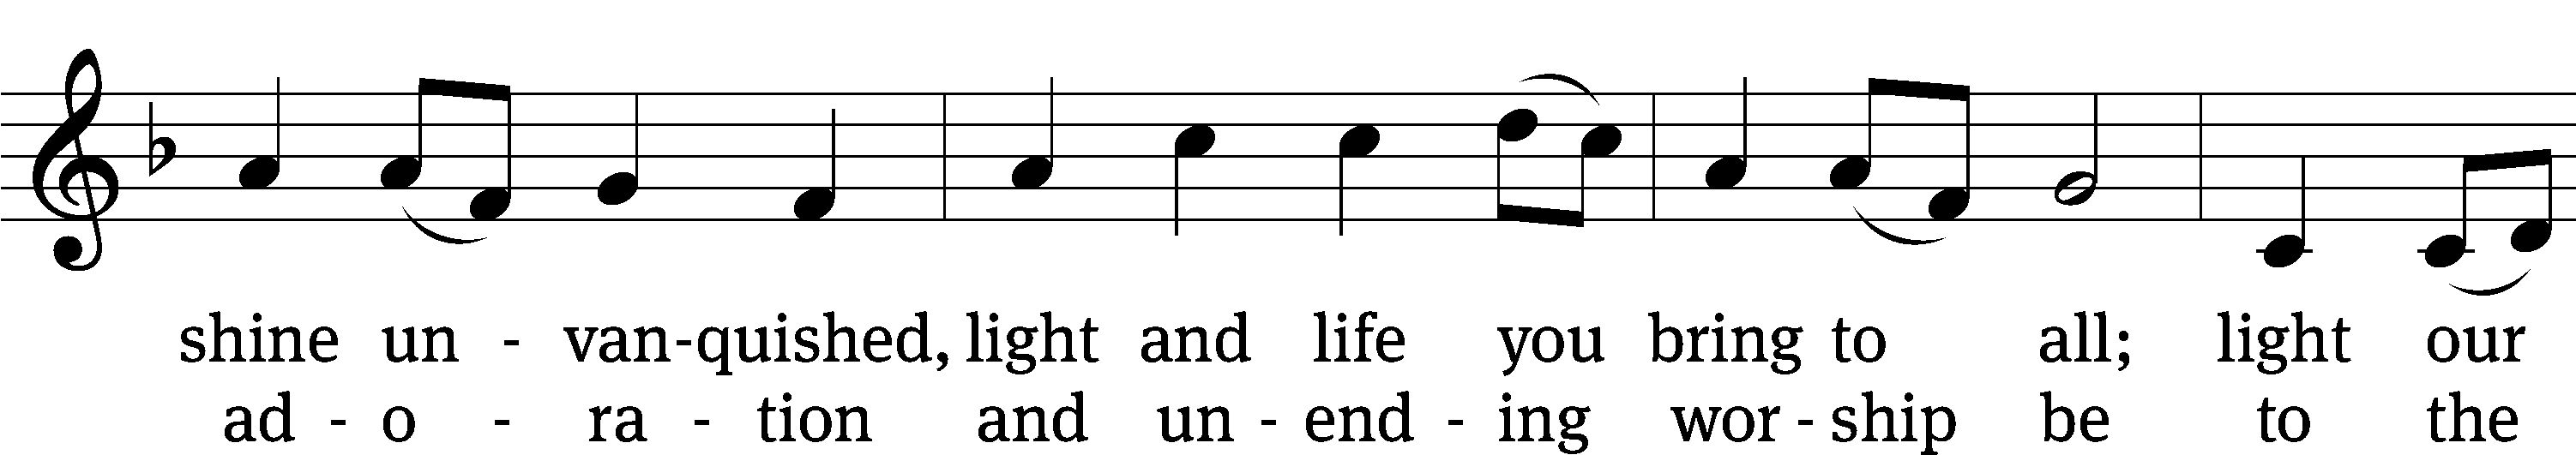 shine un - van-quished, light and life you bring to all; light our
ad - o - ra - tion and un - end - ing wor - ship be to the